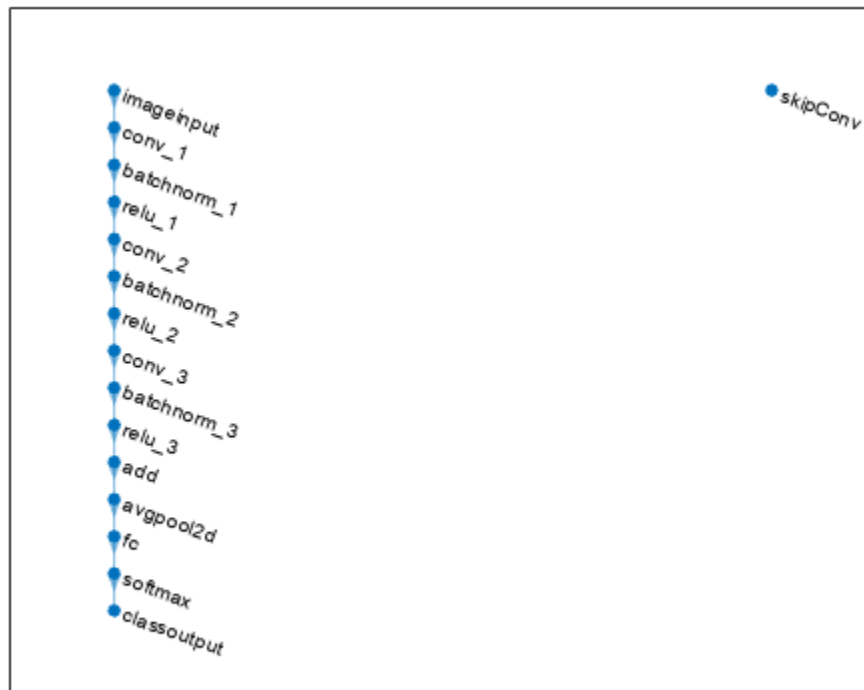 imageinput
skipConv
conv_1
batchnorm_1
relu_1
conv_2
batchnorm_2
relu_2
conv_3
batchnorm_3
relu_3
add
avgpool2d
fc
softmax
classoutput